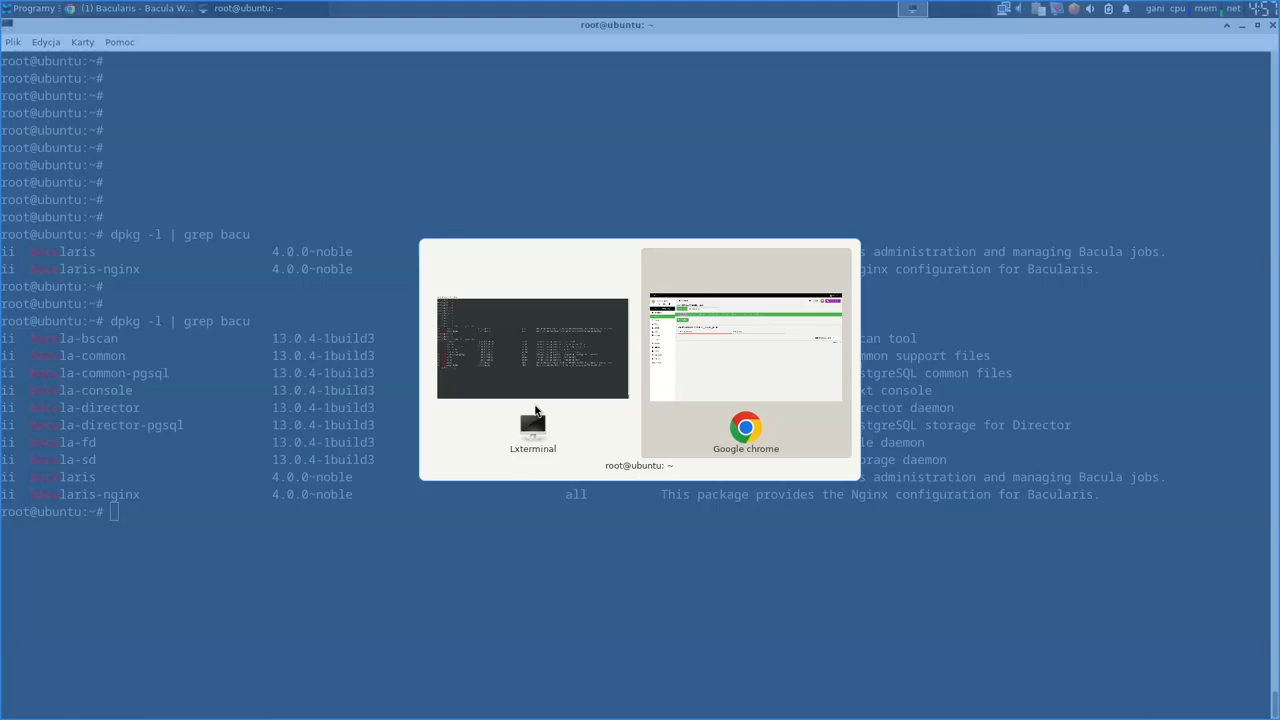 Programy (1) Bacularis - Bacula W... root@ubuntu: ~ gani cpu mem net 4:57
root@ubuntu: ~
Plik Edycja Karty Pomoc
root@ubuntu:~#
root@ubuntu:~#
root@ubuntu:~#
root@ubuntu:~#
root@ubuntu:~#
root@ubuntu:~#
root@ubuntu:~#
root@ubuntu:~#
root@ubuntu:~#
root@ubuntu:~#
root@ubuntu:~# dpkg -l | grep bacu
ii bacularis 4.0.0~noble s administration and managing Bacula jobs.
ii bacularis-nginx 4.0.0~noble ginx configuration for Bacularis.
root@ubuntu:~#
root@ubuntu:~#
root@ubuntu:~# dpkg -l | grep bacu
ii bacula-bscan 13.0.4-1build3 can tool
ii bacula-common 13.0.4-1build3 mmon support files
ii bacula-common-pgsql 13.0.4-1build3 stgreSQL common files
ii bacula-console 13.0.4-1build3 xt console
ii bacula-director 13.0.4-1build3 rector daemon
ii bacula-director-pgsql 13.0.4-1build3 stgreSQL storage for Director
ii bacula-fd 13.0.4-1build3 le daemon
ii bacula-sd 13.0.4-1build3 orage daemon
ii bacularis 4.0.0~noble s administration and managing Bacula jobs.
ii bacularis-nginx 4.0.0~noble all This package provides the Nginx configuration for Bacularis.
root@ubuntu:~#
Lxterminal Google chrome
root@ubuntu: ~